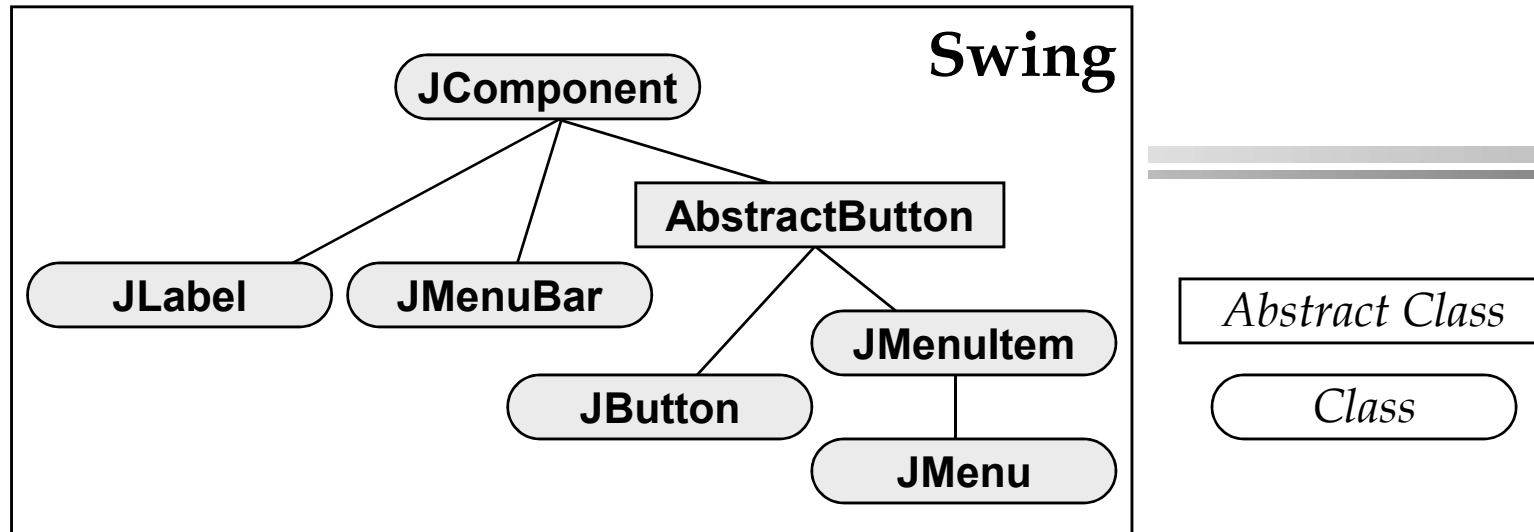 Swing
JComponent
AbstractButton
JLabel
JMenuBar
JMenuItem
JButton
JMenu
Abstract Class
Class